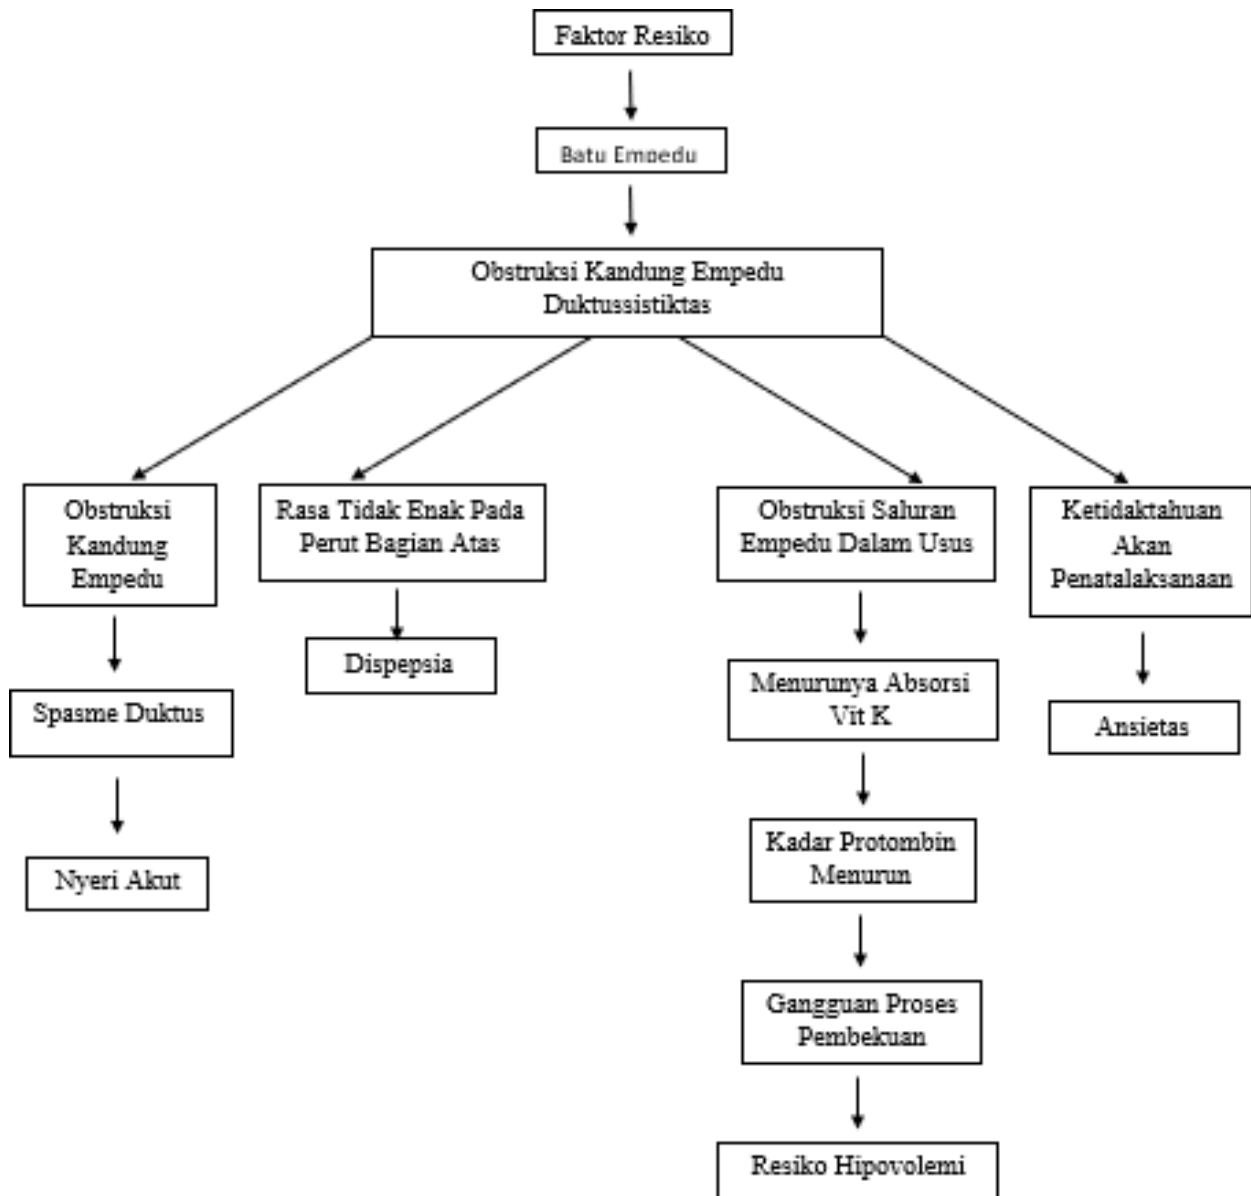 Faktor Resiko
Batu Empedu
Obstruksi Kandung Empedu
Duktussistiktas
Obstruksi
Kandung
Empedu
Rasa Tidak Enak Pada
Perut Bagian Atas
Obstruksi Saluran
Empedu Dalam Usus
Ketidaktahuan
Akan
Penatalaksanaan
Spasme Duktus
Dispepsia
Menurunya Absorsi
Vit K
Ansietas
Nyeri Akut
Kadar Protombin
Menurun
Gangguan Proses
Pembekuan
Resiko Hipovolemi